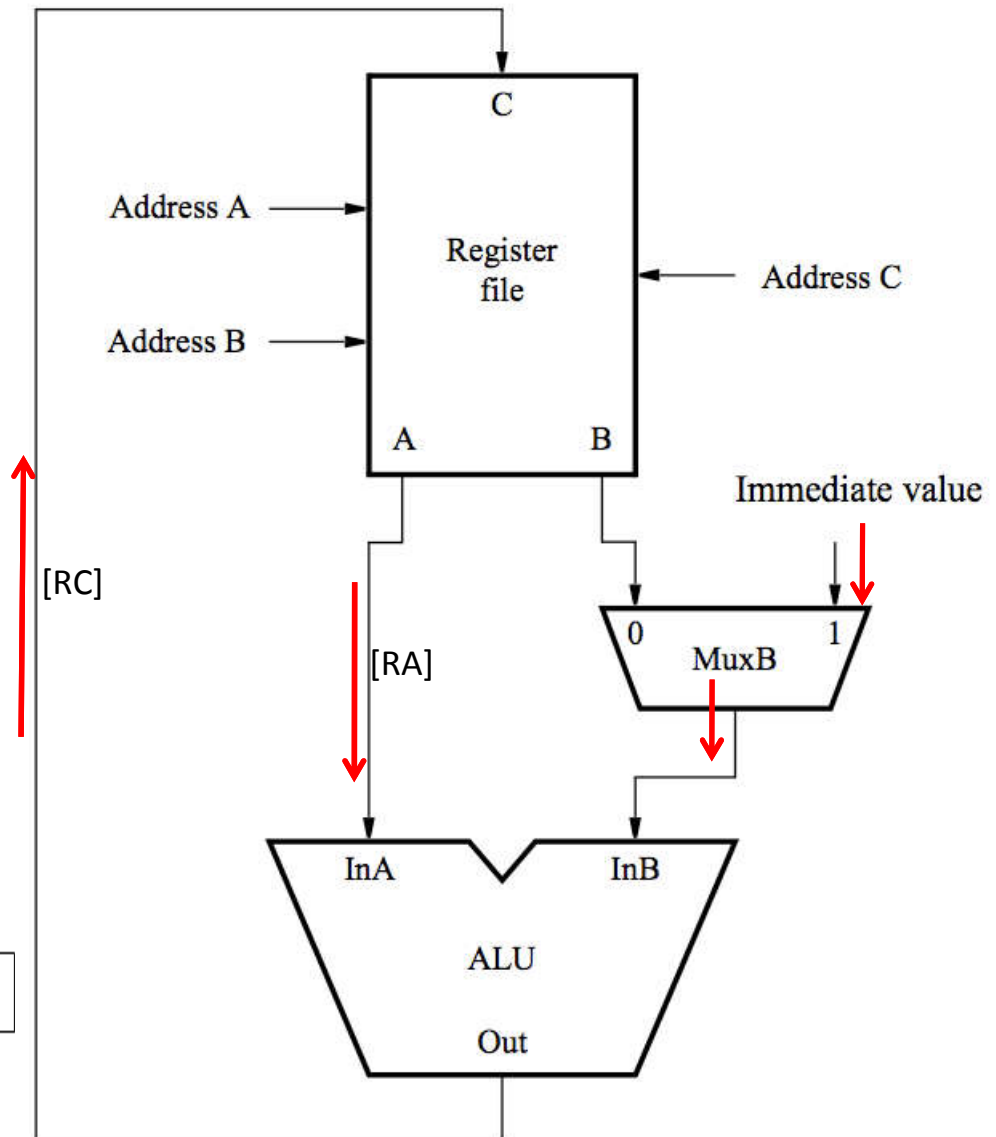 C
Address A
Register
file
Address C
Address B
A
B
Immediate value
[RC]
0
1
MuxB
[RA]
InA
InB
ALU
Out